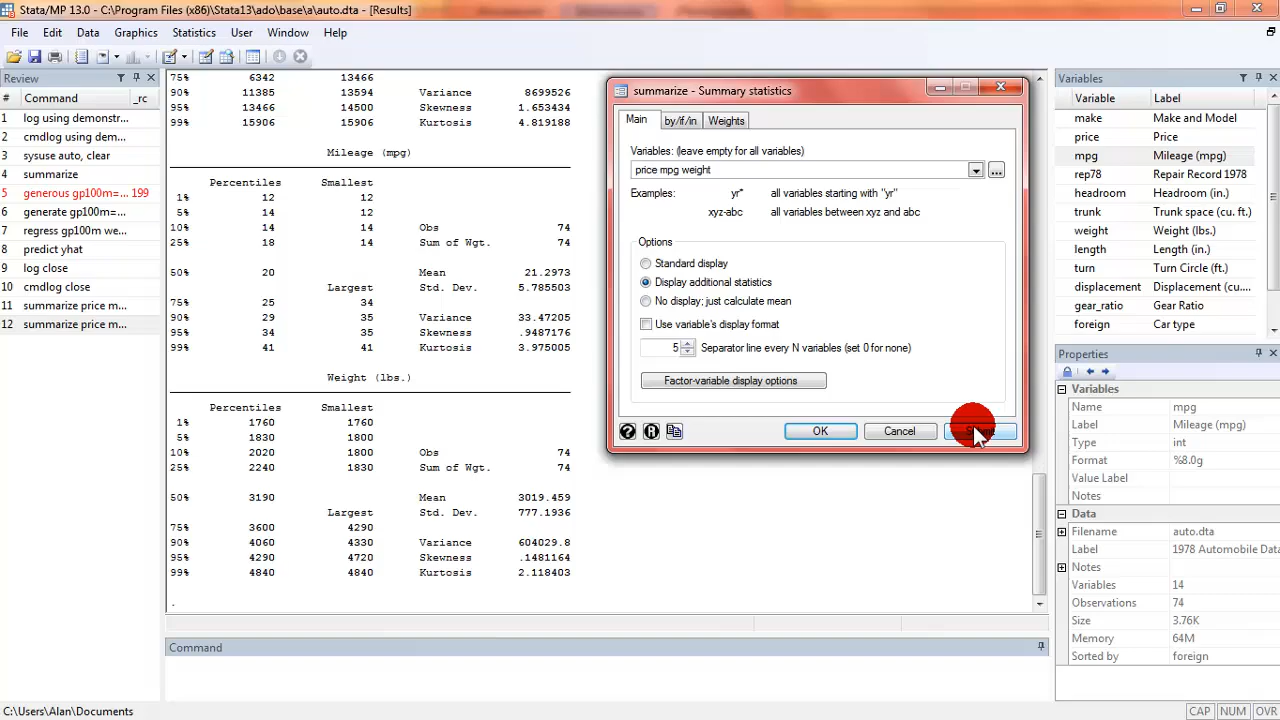 Stata/MP 13.0 - C:\Program Files (x86)\Stata13\ado\base\a\auto.dta - [Results]
File Edit Data Graphics Statistics User Window Help
Review
# Command _rc
1 log using demonstr...
2 cmdlog using dem...
3 sysuse auto, clear
4 summarize
5 generous gp100m=... 199
6 generate gp100m=...
7 regress gp100m we...
8 predict yhat
9 log close
10 cmdlog close
11 summarize price m...
12 summarize price m...
75% 6342 13466
90% 11385 13594 Variance 8699526
95% 13466 14500 Skewness 1.653434
99% 15906 15906 Kurtosis 4.819188
Mileage (mpg)
Percentiles Smallest
1% 12 12
5% 14 12
10% 14 14 Obs 74
25% 18 14 Sum of Wgt. 74
50% 20 Mean 21.2973
Largest Std. Dev. 5.785503
75% 25 34
90% 29 35 Variance 33.47205
95% 34 35 Skewness .9487176
99% 41 41 Kurtosis 3.975005
Weight (lbs.)
Percentiles Smallest
1% 1760 1760
5% 1830 1800
10% 2020 1800 Obs 74
25% 2240 1830 Sum of Wgt. 74
50% 3190 Mean 3019.459
Largest Std. Dev. 777.1936
75% 3600 4290
90% 4060 4330 Variance 604029.8
95% 4290 4720 Skewness .1481164
99% 4840 4840 Kurtosis 2.118403
.
Command
summarize - Summary statistics
Main by/if/in Weights
Variables: (leave empty for all variables)
price mpg weight
...
Examples: yr* all variables starting with "yr"
xyz-abc all variables between xyz and abc
Options
Standard display
Display additional statistics
No display; just calculate mean
Use variable's display format
5 Separator line every N variables (set 0 for none)
Factor-variable display options
? R OK Cancel
Variables
Variable Label
make Make and Model
price Price
mpg Mileage (mpg)
rep78 Repair Record 1978
headroom Headroom (in.)
trunk Trunk space (cu. ft.)
weight Weight (lbs.)
length Length (in.)
turn Turn Circle (ft.)
displacement Displacement (cu....
gear_ratio Gear Ratio
foreign Car type
Properties
Variables
Name mpg
Label Mileage (mpg)
Type int
Format %8.0g
Value Label
Notes
Data
Filename auto.dta
Label 1978 Automobile Data
Notes
Variables 14
Observations 74
Size 3.76K
Memory 64M
Sorted by foreign
C:\Users\Alan\Documents
CAP NUM OVR